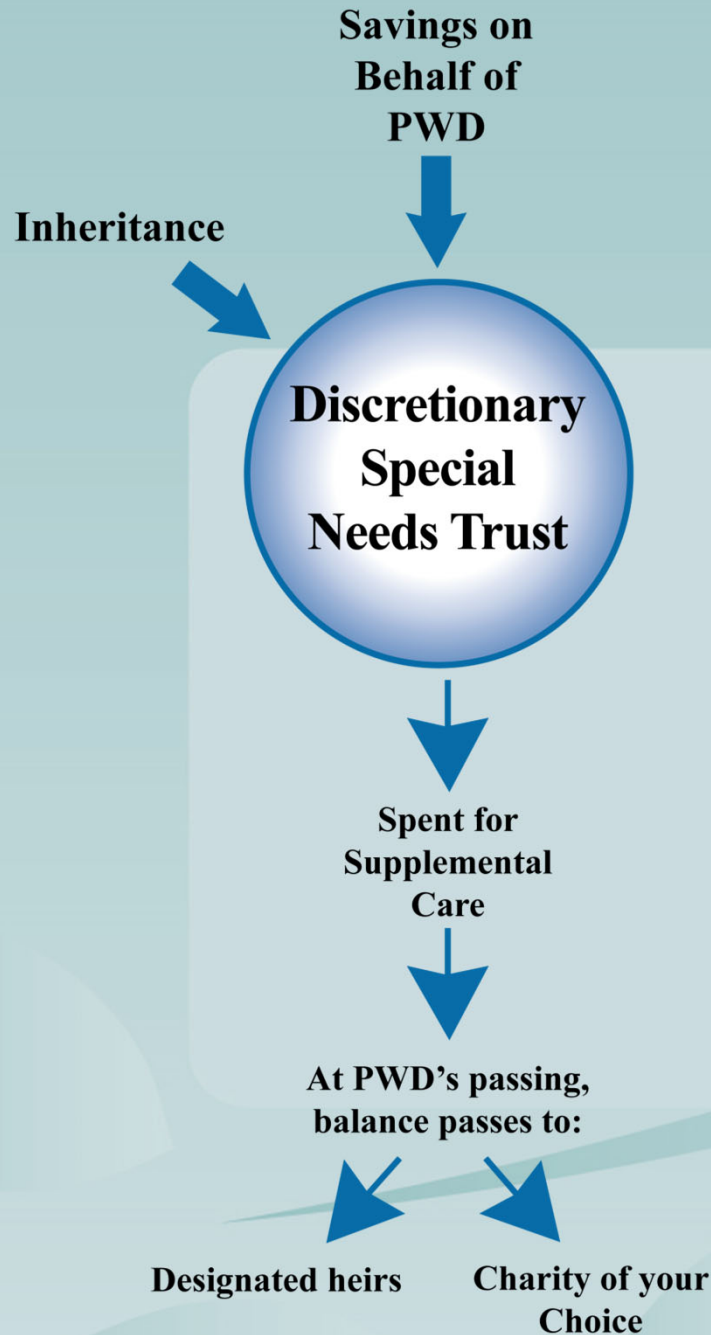 Savings on
Behalf of
PWD
Inheritance
Discretionary
Special
Needs Trust
Spent for
Supplemental
Care
At PWD’s passing,
balance passes to:
Designated heirs
Charity of your
Choice